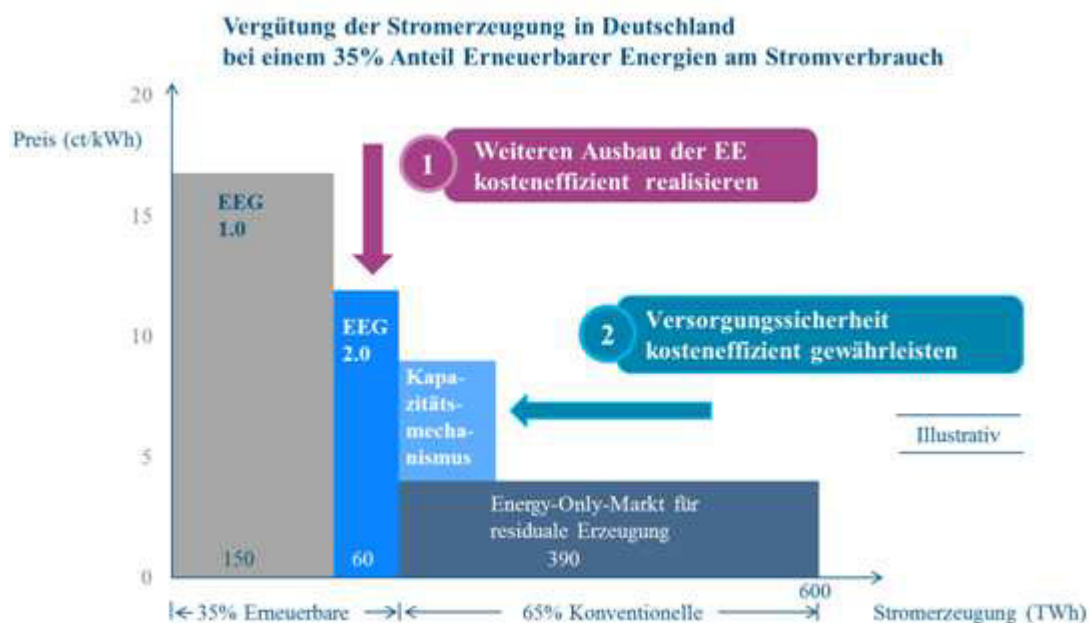 Vergütung der Stromerzeugung in Deutschland
bei einem 35% Anteil Erneuerbarer Energien am Stromverbrauch
20
Preis (ct/kWh)
1
Weiteren Ausbau der EE
kosteneffizient realisieren
EEG
1.0
15
2
Versorgungssicherheit
kosteneffizient gewährleisten
EEG
2.0
10
Kapa-
zitäts-
mecha-
nismus
Illustrativ
5
Energy-Only-Markt für
residuale Erzeugung
150
60
390
0
600
35% Erneuerbare
65% Konventionelle
Stromerzeugung (TWh)